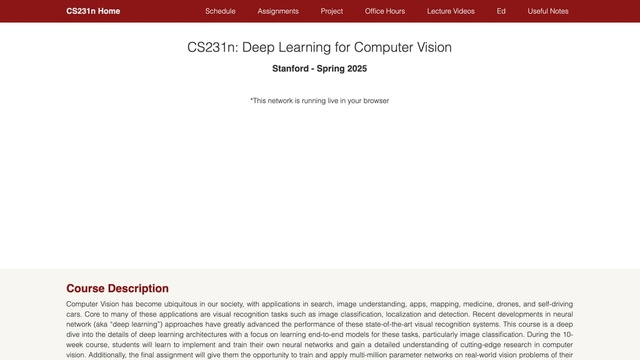 CS231n Home Schedule Assignments Project Office Hours Lecture Videos Ed Useful Notes
CS231n: Deep Learning for Computer Vision
Stanford - Spring 2025
*This network is running live in your browser
Course Description
Computer Vision has become ubiquitous in our society, with applications in search, image understanding, apps, mapping, medicine, drones, and self-driving
cars. Core to many of these applications are visual recognition tasks such as image classification, localization and detection. Recent developments in neural
network (aka “deep learning”) approaches have greatly advanced the performance of these state-of-the-art visual recognition systems. This course is a deep
dive into the details of deep learning architectures with a focus on learning end-to-end models for these tasks, particularly image classification. During the 10-
week course, students will learn to implement and train their own neural networks and gain a detailed understanding of cutting-edge research in computer
vision. Additionally, the final assignment will give them the opportunity to train and apply multi-million parameter networks on real-world vision problems of their